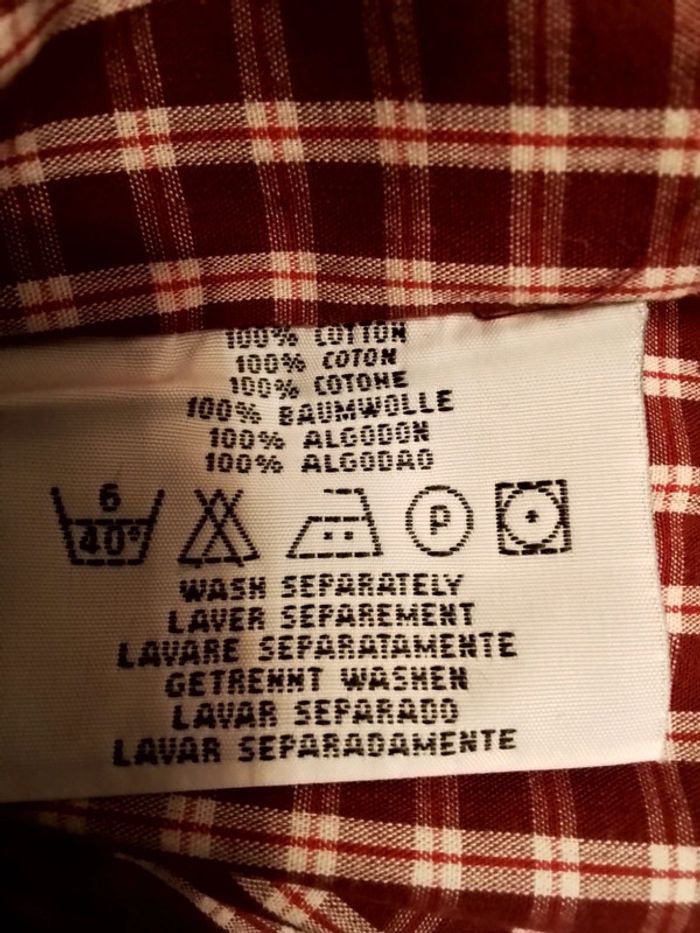 100% COTTON
100% COTON
100% COTONE
100% BAUMWOLLE
100% ALGODON
100% ALGODAO
6
40° P
WASH SEPARATELY
LAVER SEPAREMENT
LAVARE SEPARATAMENTE
GETRENNT WASHEN
LAVAR SEPARADO
LAVAR SEPARADAMENTE